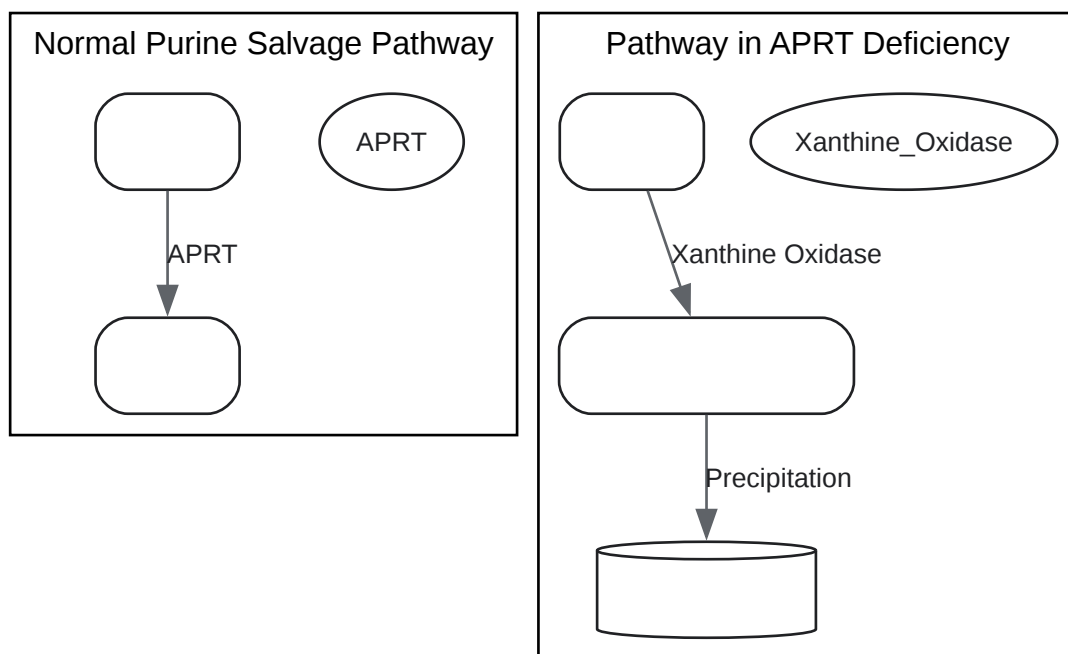 Normal Purine Salvage Pathway
APRT
APRT
Pathway in APRT Deficiency
Xanthine_Oxidase
Xanthine Oxidase
Precipitation